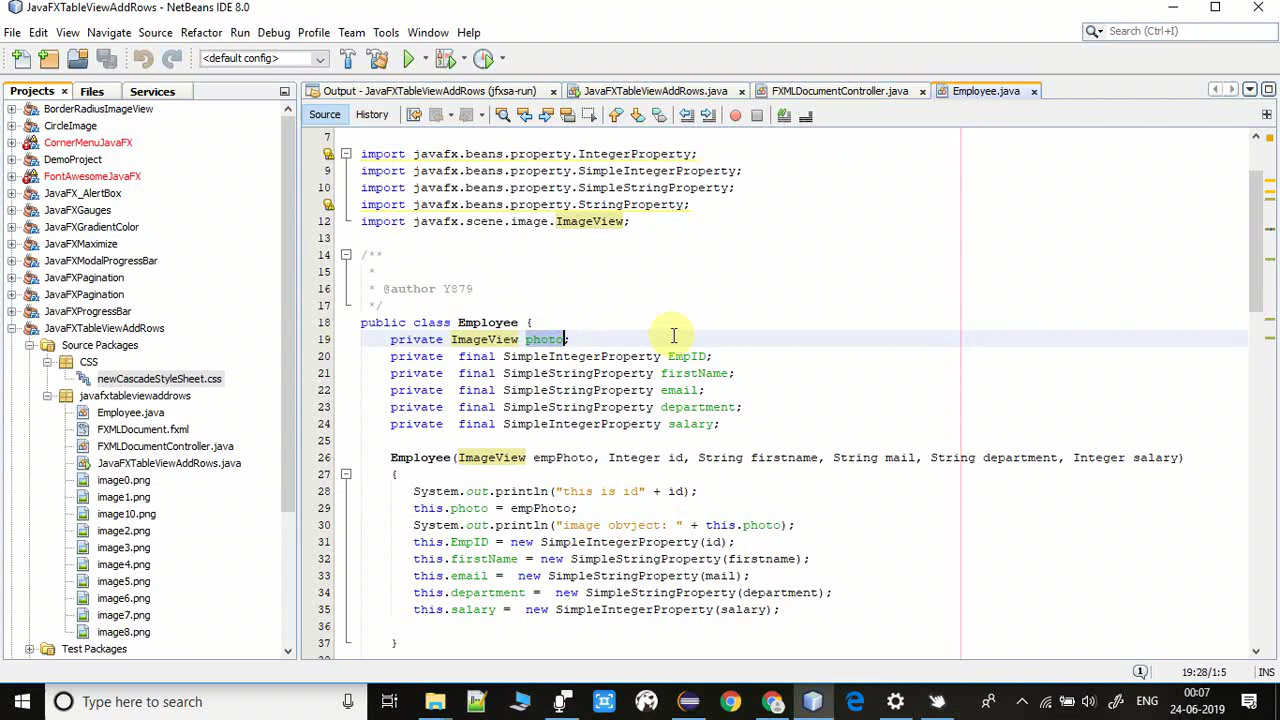 JavaFXTableViewAddRows - NetBeans IDE 8.0
File Edit View Navigate Source Refactor Run Debug Profile Team Tools Window Help
Search (Ctrl+I)
<default config>
Projects Files Services
Output - JavaFXTableViewAddRows (jfxsa-run) JavaFXTableViewAddRows.java FXMLDocumentController.java Employee.java
Source History
BorderRadiusImageView
CircleImage
CornerMenuJavaFX
DemoProject
FontAwesomeJavaFX
JavaFX_AlertBox
JavaFXGauges
JavaFXGradientColor
JavaFXMaximize
JavaFXModalProgressBar
JavaFXPagination
JavaFXPagination
JavaFXProgressBar
JavaFXTableViewAddRows
Source Packages
CSS
newCascadeStyleSheet.css
javafxtableviewaddrows
Employee.java
FXMLDocument.fxml
FXMLDocumentController.java
JavaFXTableViewAddRows.java
image0.png
image1.png
image10.png
image2.png
image3.png
image4.png
image5.png
image6.png
image7.png
image8.png
Test Packages
7
import javafx.beans.property.IntegerProperty;
9 import javafx.beans.property.SimpleIntegerProperty;
10 import javafx.beans.property.SimpleStringProperty;
import javafx.beans.property.StringProperty;
12 import javafx.scene.image.ImageView;
13
14 /**
15 *
16 * @author Y879
17 */
18 public class Employee {
19 private ImageView photo;
20 private final SimpleIntegerProperty EmpID;
21 private final SimpleStringProperty firstName;
22 private final SimpleStringProperty email;
23 private final SimpleStringProperty department;
24 private final SimpleStringProperty salary;
25
26 Employee(ImageView empPhoto, Integer id, String firstname, String mail, String department, Integer salary)
27 {
28 System.out.println("this is id" + id);
29 this.photo = empPhoto;
30 System.out.println("image obvject: " + this.photo);
31 this.EmpID = new SimpleIntegerProperty(id);
32 this.firstName = new SimpleStringProperty(firstname);
33 this.email = new SimpleStringProperty(mail);
34 this.department = new SimpleStringProperty(department);
35 this.salary = new SimpleIntegerProperty(salary);
36
37 }
19:28/1:5 INS
Type here to search
ENG
00:07
24-06-2019